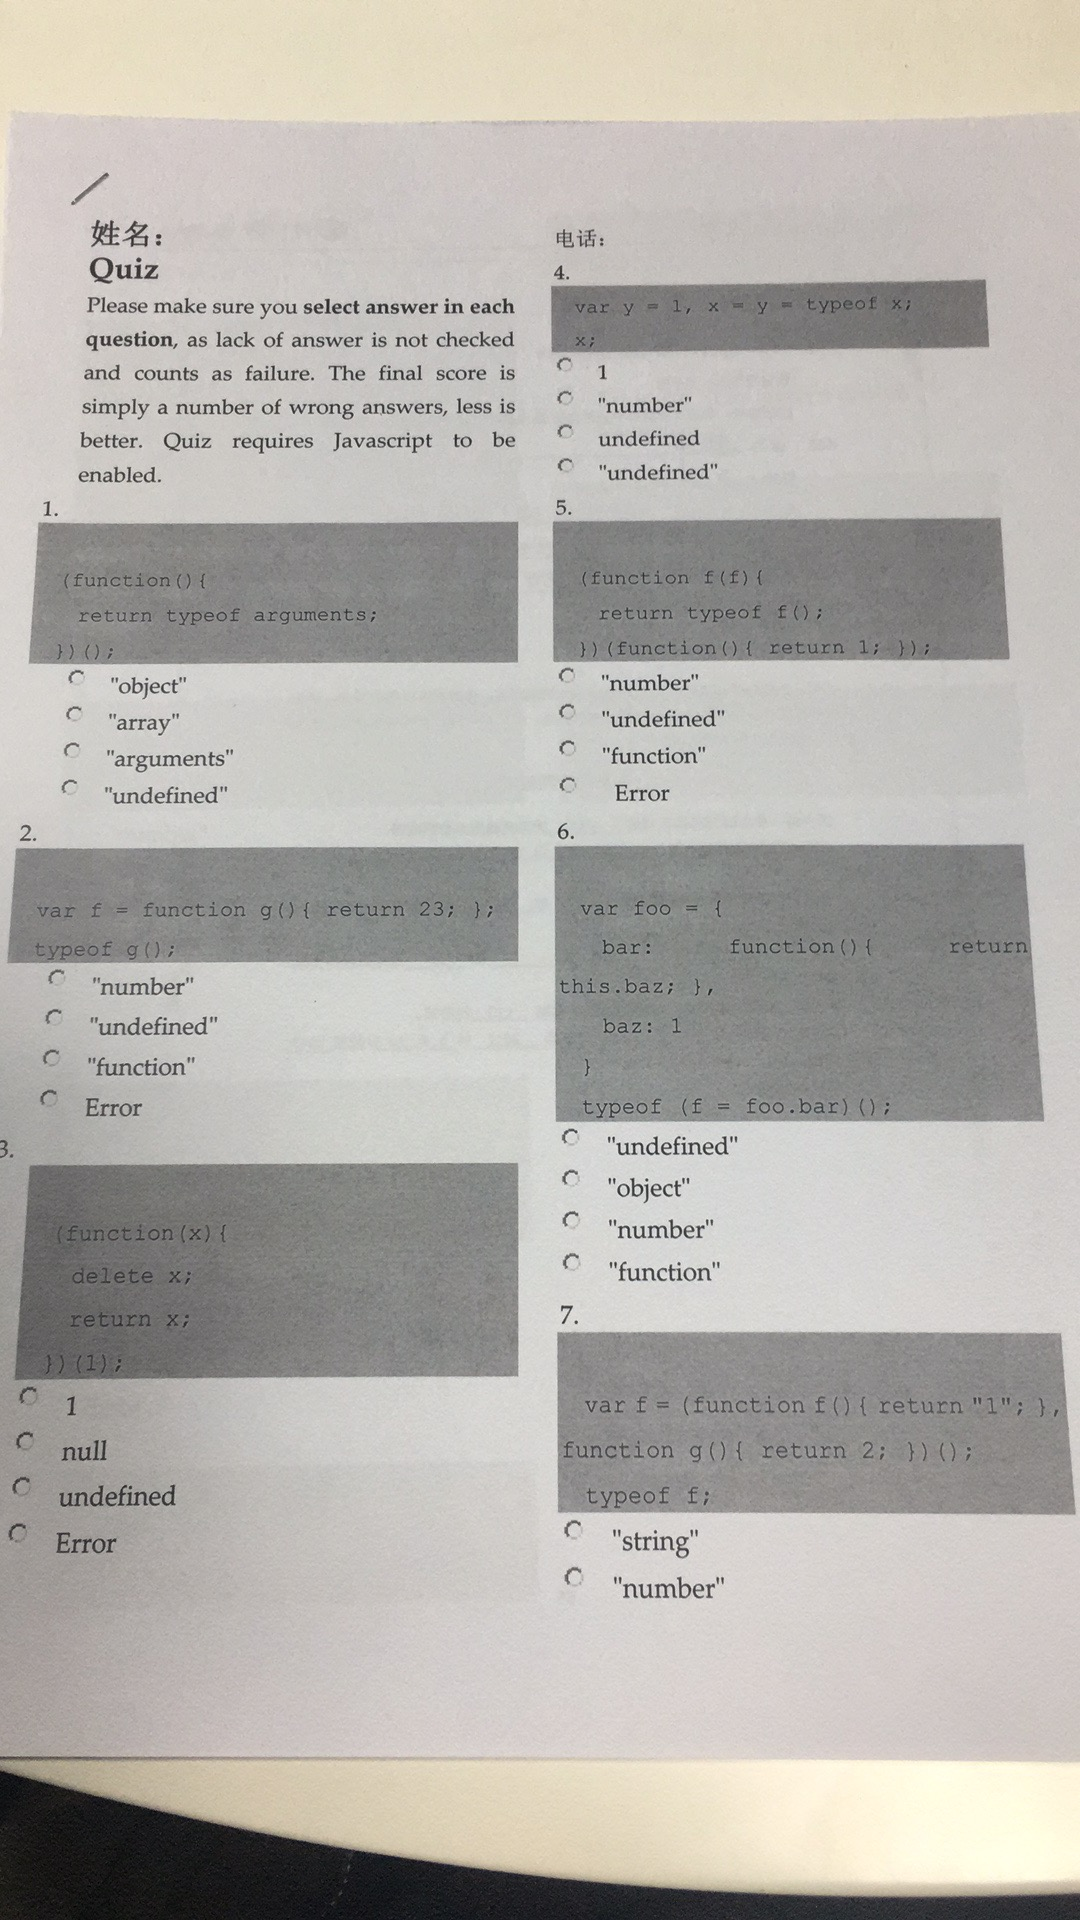 姓名：
Quiz
Please make sure you select answer in each
question, as lack of answer is not checked
and counts as failure. The final score is
simply a number of wrong answers, less is
better. Quiz requires Javascript to be
enabled.
1.
(function(){
return typeof arguments;
})();
"object"
"array"
"arguments"
"undefined"
2.
var f = function g(){ return 23; };
typeof g();
"number"
"undefined"
"function"
Error
3.
(function(x){
delete x;
return x;
})(1);
1
null
undefined
Error
电话：
4.
var y = 1, x = y = typeof x;
x;
1
"number"
undefined
"undefined"
5.
(function f(f){
return typeof f();
})(function(){ return 1; });
"number"
"undefined"
"function"
Error
6.
var foo = {
bar: function(){ return
this.baz; },
baz: 1
}
typeof (f = foo.bar)();
"undefined"
"object"
"number"
"function"
7.
var f = (function f(){ return "1"; },
function g(){ return 2; })();
typeof f;
"string"
"number"